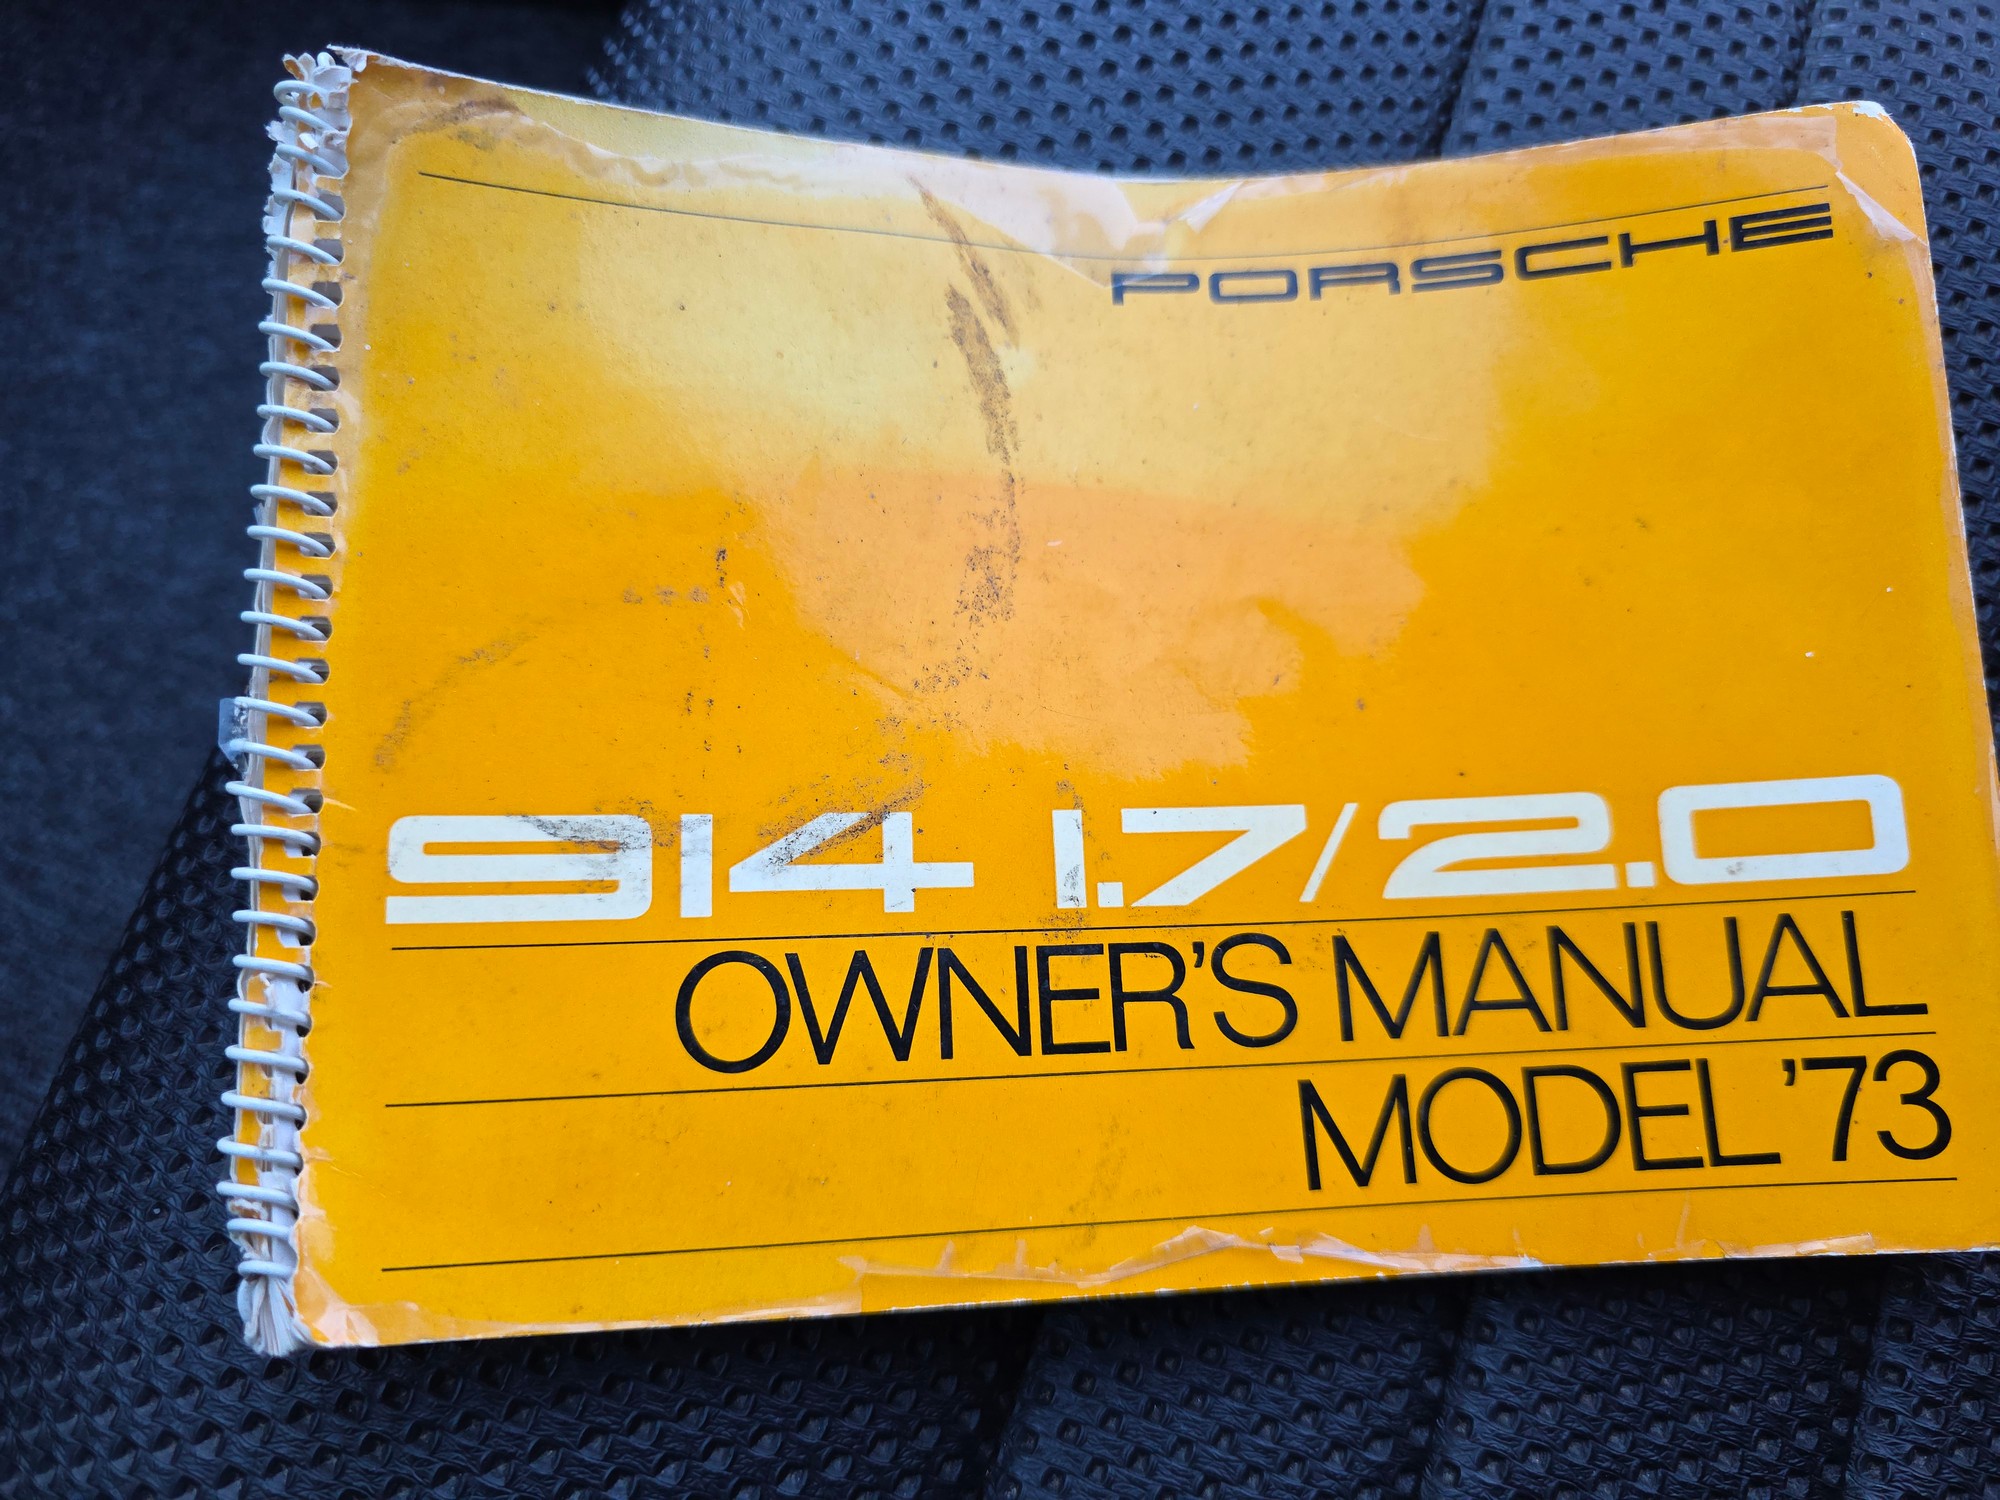 PORSCHE
914 1.7/2.0
OWNER'S MANUAL
MODEL '73